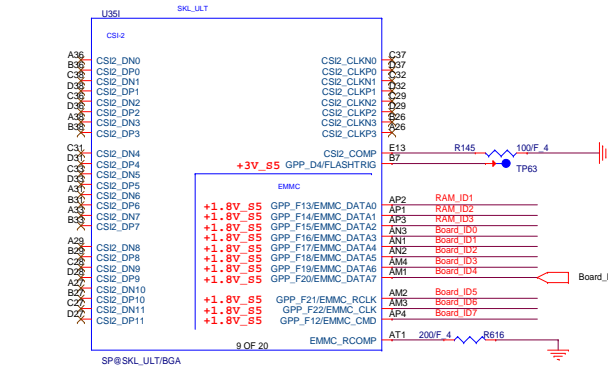 U35I
SKL_ULT
CSI-2
A36 CSI2_DN0 CSI2_CLKN0 C37
B36 CSI2_DP0 CSI2_CLKP0 D37
C38 CSI2_DN1 CSI2_CLKN1 C32
D38 CSI2_DP1 CSI2_CLKP1 D32
C36 CSI2_DN2 CSI2_CLKN2 C29
D36 CSI2_DP2 CSI2_CLKP2 D29
A38 CSI2_DN3 CSI2_CLKN3 B26
B38 CSI2_DP3 CSI2_CLKP3 A26
C31 CSI2_DN4 CSI2_COMP E13 R145 100/F_4
D31 CSI2_DP4 +3V_S5 GPP_D4/FLASHTRIG B7
C33 CSI2_DN5 TP63
D33 CSI2_DP5
A31 CSI2_DN6 EMMC
B31 CSI2_DP6 +1.8V_S5 GPP_F13/EMMC_DATA0 AP2 RAM_ID1
A33 CSI2_DN7 +1.8V_S5 GPP_F14/EMMC_DATA1 AP1 RAM_ID2
B33 CSI2_DP7 +1.8V_S5 GPP_F15/EMMC_DATA2 AP3 RAM_ID3
+1.8V_S5 GPP_F16/EMMC_DATA3 AN3 Board_ID0
A29 CSI2_DN8 +1.8V_S5 GPP_F17/EMMC_DATA4 AN1 Board_ID1
B29 CSI2_DP8 +1.8V_S5 GPP_F18/EMMC_DATA5 AN2 Board_ID2
C28 CSI2_DN9 +1.8V_S5 GPP_F19/EMMC_DATA6 AM4 Board_ID3
D28 CSI2_DP9 +1.8V_S5 GPP_F20/EMMC_DATA7 AM1 Board_ID4
A27 CSI2_DN10
B27 CSI2_DP10 +1.8V_S5 GPP_F21/EMMC_RCLK AM2 Board_ID5
C27 CSI2_DN11 +1.8V_S5 GPP_F22/EMMC_CLK AM3 Board_ID6
D27 CSI2_DP11 +1.8V_S5 GPP_F12/EMMC_CMD AP4 Board_ID7
EMMC_RCOMP AT1 200/F_4 R616
9 OF 20
SP@SKL_ULT/BGA